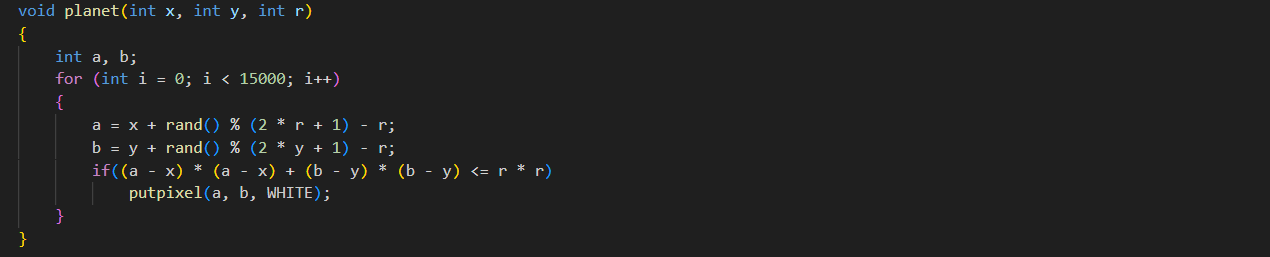 void planet(int x, int y, int r)
{
    int a, b;
    for (int i = 0; i < 15000; i++)
    {
        a = x + rand() % (2 * r + 1) - r;
        b = y + rand() % (2 * y + 1) - r;
        if((a - x) * (a - x) + (b - y) * (b - y) <= r * r)
            putpixel(a, b, WHITE);
    }
}